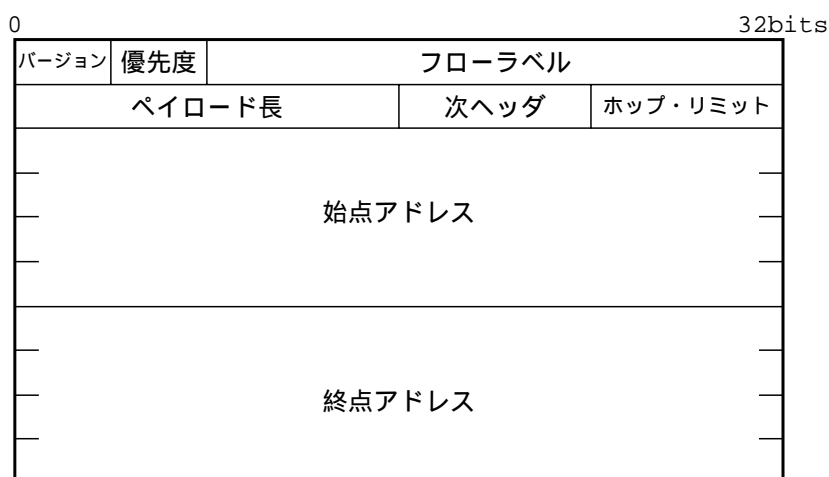 0 32bits
バージョン 優先度 フローラベル
ペイロード長 次ヘッダ ホップ・リミット
始点アドレス
終点アドレス